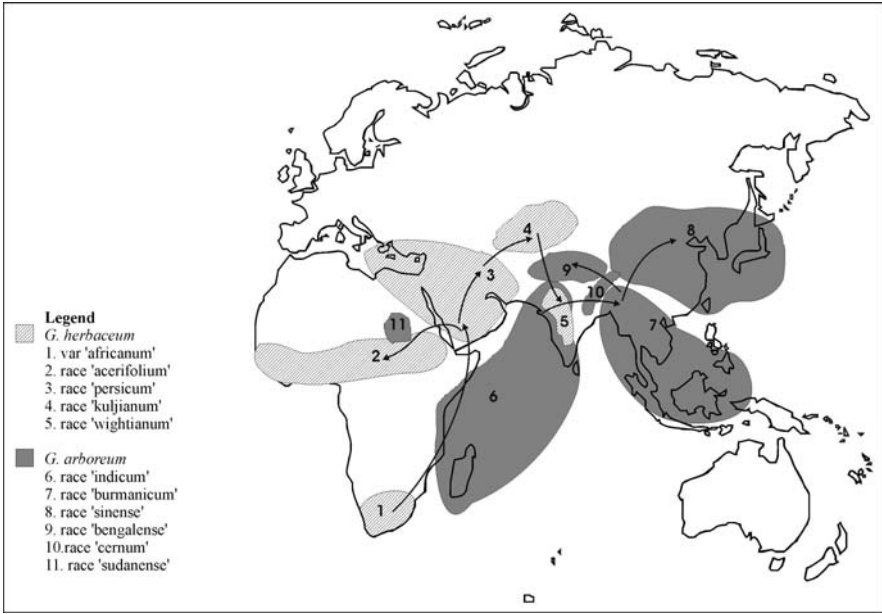 8
4
9
3
10
11
5
7
2
6
1
Legend
G. herbaceum
1. var 'africanum'
2. race 'acerifolium'
3. race 'persicum'
4. race 'kuljianum'
5. race 'wightianum'
G. arboreum
6. race 'indicum'
7. race 'burmanicum'
8. race 'sinense'
9. race 'bengalense'
10.race 'cernum'
11. race 'sudanense'